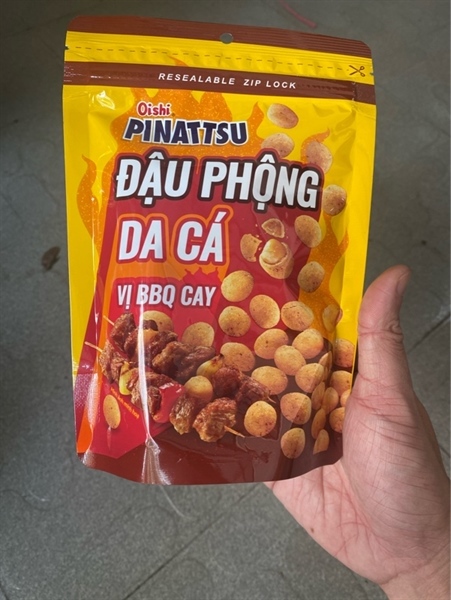 RESEALABLE ZIP LOCK
Oishi
PINATTSU
ĐẬU PHỘNG
DA CÁ
VỊ BBQ CAY